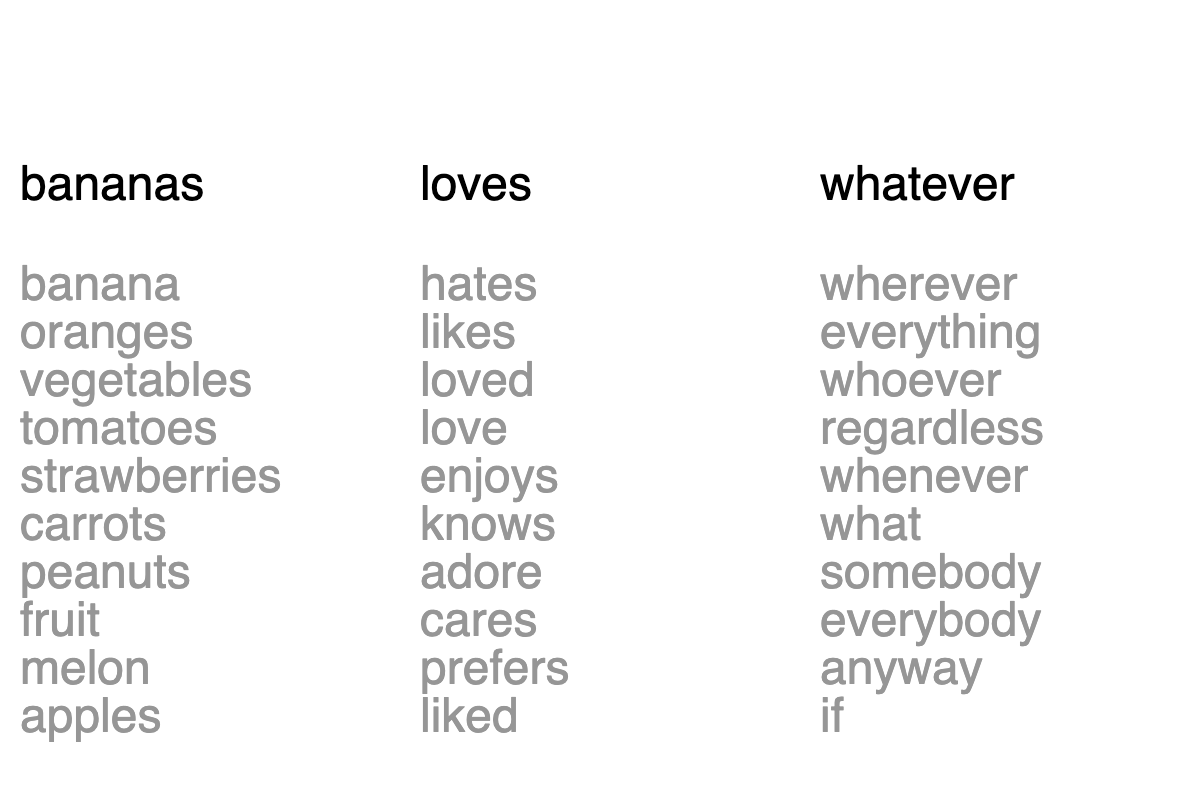 bananas loves whatever
banana hates wherever
oranges likes everything
vegetables loved whoever
tomatoes love regardless
strawberries enjoys whenever
carrots knows what
peanuts adore somebody
fruit cares everybody
melon prefers anyway
apples liked if